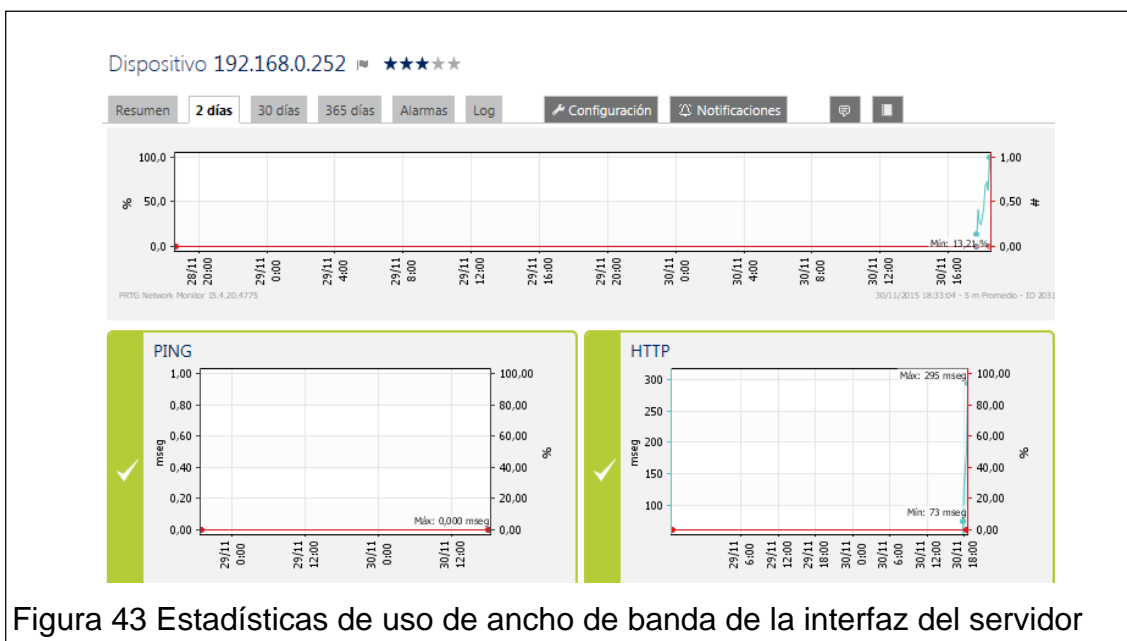 Dispositivo 192.168.0.252
Resumen 2 días 30 días 365 días Alarmas Log Configuración Notificaciones
100,0 1,00
% 50,0 0,50 #
Mín: 13,21 %
0,0 0,00
28/11 20:00 29/11 0:00 29/11 4:00 29/11 8:00 29/11 12:00 29/11 16:00 29/11 20:00 30/11 0:00 30/11 4:00 30/11 8:00 30/11 12:00 30/11 16:00
PRTG Network Monitor 15.4.20.4775 30/11/2015 18:33:04 - 5 m Promedio - ID 2031
PING
1,00 100,00
0,80 80,00
0,60 60,00
mseg %
0,40 40,00
0,20 20,00
Máx: 0,000 mseg
0,00 0,00
29/11 0:00 29/11 12:00 30/11 0:00 30/11 12:00
HTTP
Máx: 295 mseg
300 100,00
250 80,00
200 60,00
mseg %
150 40,00
100 20,00
Mín: 73 mseg
0,00
29/11 6:00 29/11 12:00 29/11 18:00 30/11 0:00 30/11 6:00 30/11 12:00 30/11 18:00
Figura 43 Estadísticas de uso de ancho de banda de la interfaz del servidor